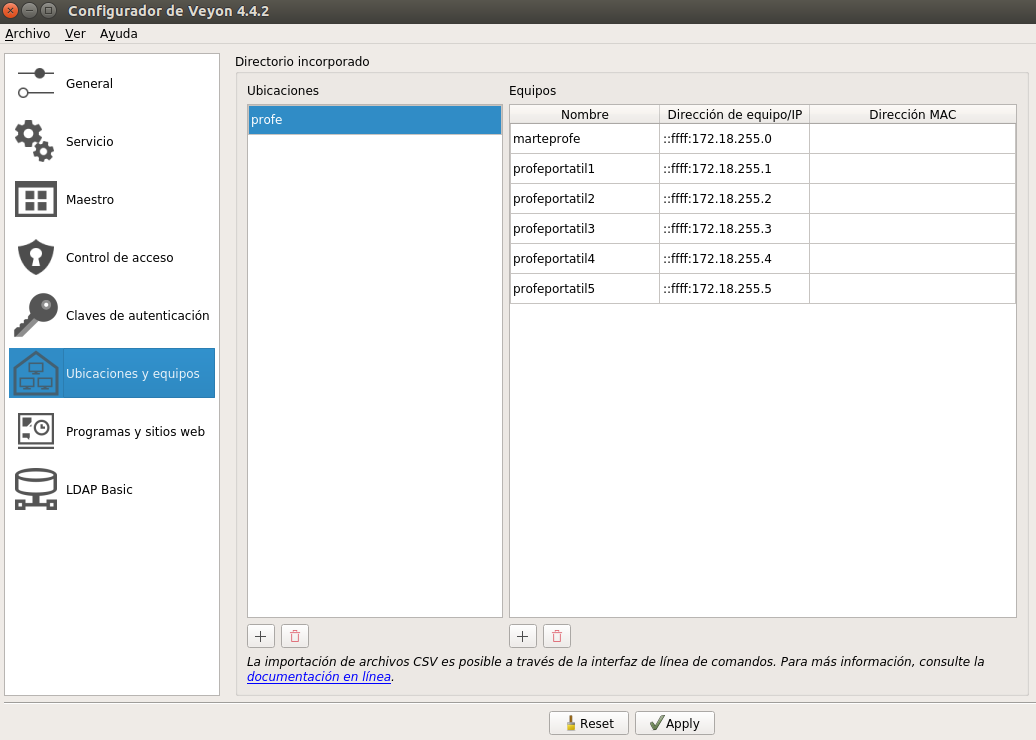 Configurador de Veyon 4.4.2
Archivo Ver Ayuda
General
Servicio
Maestro
Control de acceso
Claves de autenticación
Ubicaciones y equipos
Programas y sitios web
LDAP Basic
Directorio incorporado
Ubicaciones
profe
Equipos
Nombre Dirección de equipo/IP Dirección MAC
marteprofe ::ffff:172.18.255.0
profeportatil1 ::ffff:172.18.255.1
profeportatil2 ::ffff:172.18.255.2
profeportatil3 ::ffff:172.18.255.3
profeportatil4 ::ffff:172.18.255.4
profeportatil5 ::ffff:172.18.255.5
La importación de archivos CSV es posible a través de la interfaz de línea de comandos. Para más información, consulte la
documentación en línea.
Reset Apply